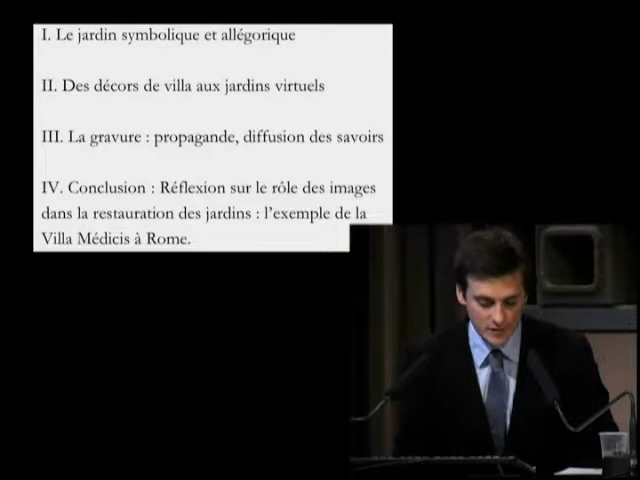 I. Le jardin symbolique et allégorique
II. Des décors de villa aux jardins virtuels
III. La gravure : propagande, diffusion des savoirs
IV. Conclusion : Réflexion sur le rôle des images
dans la restauration des jardins : l'exemple de la
Villa Médicis à Rome.